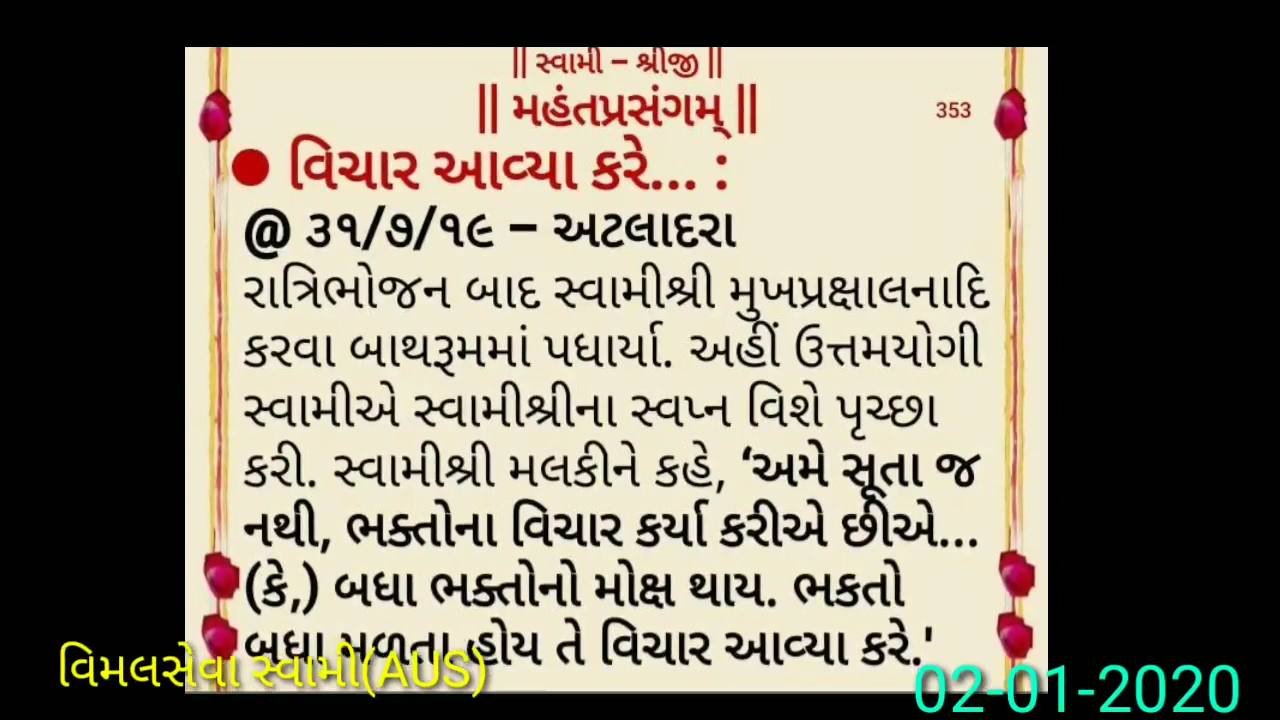 || સ્વામી – શ્રીજી ||
|| મહંતપ્રસંગમ્ ||
353
● વિચાર આવ્યા કરે... :
@ ૩૧/૭/૧૯ – અટલાદરા
રાત્રિભોજન બાદ સ્વામીશ્રી મુખપ્રક્ષાલનાદિ
કરવા બાથરૂમમાં પધાર્યા. અહીં ઉત્તમયોગી
સ્વામીએ સ્વામીશ્રીના સ્વપ્ન વિશે પૃચ્છા
કરી. સ્વામીશ્રી મલકીને કહે, ‘અમે સૂતા જ
નથી, ભક્તોના વિચાર કર્યા કરીએ છીએ...
(કે,) બધા ભક્તોનો મોક્ષ થાય. ભકતો
બધા મળતા હોય તે વિચાર આવ્યા કરે.'
વિમલસેવા સ્વામી(AUS)
02-01-2020